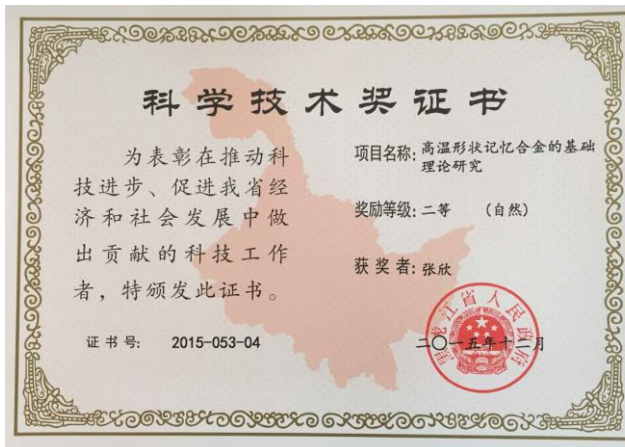 科学技术奖证书
为表彰在推动科
技进步、促进我省经
济和社会发展中做
出贡献的科技工作
者，特颁发此证书。
证书号: 2015-053-04
项目名称: 高温形状记忆合金的基础
理论研究
奖励等级: 二等 （自然）
获奖者: 张欣
黑龙江省人民政府
二〇一五年十二月